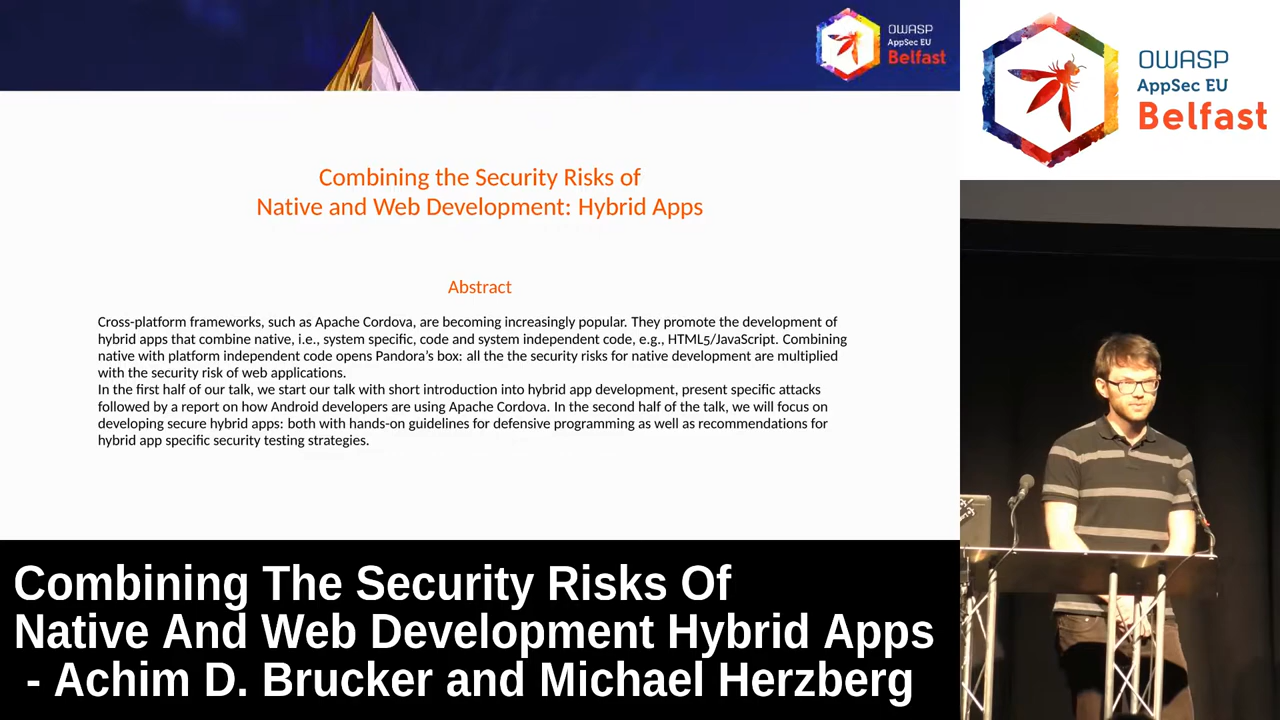 OWASP
AppSec EU
Belfast
OWASP
AppSec EU
Belfast
Combining the Security Risks of
Native and Web Development: Hybrid Apps
Abstract
Cross-platform frameworks, such as Apache Cordova, are becoming increasingly popular. They promote the development of
hybrid apps that combine native, i.e., system specific, code and system independent code, e.g., HTML5/JavaScript. Combining
native with platform independent code opens Pandora's box: all the the security risks for native development are multiplied
with the security risk of web applications.
In the first half of our talk, we start our talk with short introduction into hybrid app development, present specific attacks
followed by a report on how Android developers are using Apache Cordova. In the second half of the talk, we will focus on
developing secure hybrid apps: both with hands-on guidelines for defensive programming as well as recommendations for
hybrid app specific security testing strategies.
Combining The Security Risks Of
Native And Web Development Hybrid Apps
- Achim D. Brucker and Michael Herzberg